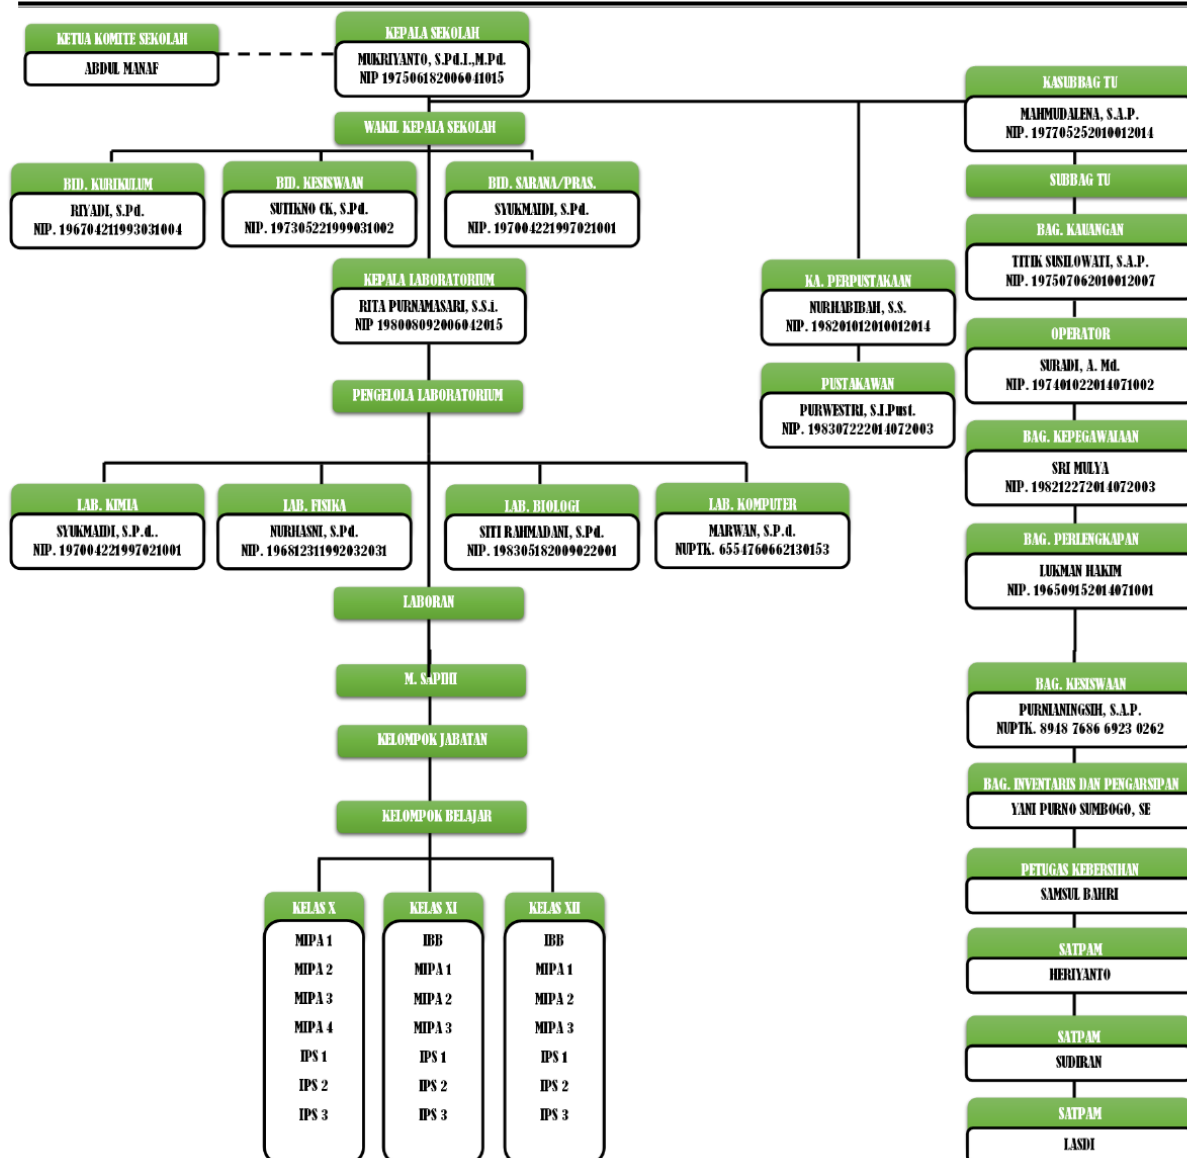 KETUA KOMITE SEKOLAH
ABDUL MANAF
KEPALA SEKOLAH
MUKRIYANTO, S.Pd.I.,M.Pd.
NIP 197506182006041015
WAKIL KEPALA SEKOLAH
BID. KURIKULUM
RIYADI, S.Pd.
NIP. 196704211993031004
BID. KESISWAAN
SUTIKNO CK, S.Pd.
NIP. 197305221999031002
BID. SARANA/PRAS.
SYUKMAIDI, S.Pd.
NIP. 197004221997021001
KEPALA LABORATORIUM
RITA PURNAMASARI, S.S.i.
NIP 198008092006042015
PENGELOLA LABORATORIUM
LAB. KIMIA
SYUKMAIDI, S.P.d..
NIP. 197004221997021001
LAB. FISIKA
NURHASNI, S.Pd.
NIP. 196812311992032031
LAB. BIOLOGI
SITI RAHMADANI, S.Pd.
NIP. 198305182009022001
LAB. KOMPUTER
MARWAN, S.P.d.
NUPTK. 6554760662130153
LABORAN
M. SAPIHI
KELOMPOK JABATAN
KELOMPOK BELAJAR
KELAS X
MIPA 1
MIPA 2
MIPA 3
MIPA 4
IPS 1
IPS 2
IPS 3
KELAS XI
IBB
MIPA 1
MIPA 2
MIPA 3
IPS 1
IPS 2
IPS 3
KELAS XII
IBB
MIPA 1
MIPA 2
MIPA 3
IPS 1
IPS 2
IPS 3
KA. PERPUSTAKAAN
NURHABIBAH, S.S.
NIP. 198201012010012014
PUSTAKAWAN
PURWESTRI, S.I.Pust.
NIP. 198307222014072003
KASUBBAG TU
MAHMUDALENA, S.A.P.
NIP. 197705252010012014
SUBBAG TU
BAG. KAUANGAN
TITIK SUSILOWATI, S.A.P.
NIP. 197507062010012007
OPERATOR
SURADI, A. Md.
NIP. 197401022014071002
BAG. KEPEGAWAIAAN
SRI MULYA
NIP. 198212272014072003
BAG. PERLENGKAPAN
LUKMAN HAKIM
NIP. 196509152014071001
BAG. KESISWAAN
PURNIANINGSIH, S.A.P.
NUPTK. 8948 7686 6923 0262
BAG. INVENTARIS DAN PENGARSIPAN
YANI PURNO SUMBOGO, SE
PETUGAS KEBERSIHAN
SAMSUL BAHRI
SATPAM
HERIYANTO
SATPAM
SUDIRAN
SATPAM
LASDI